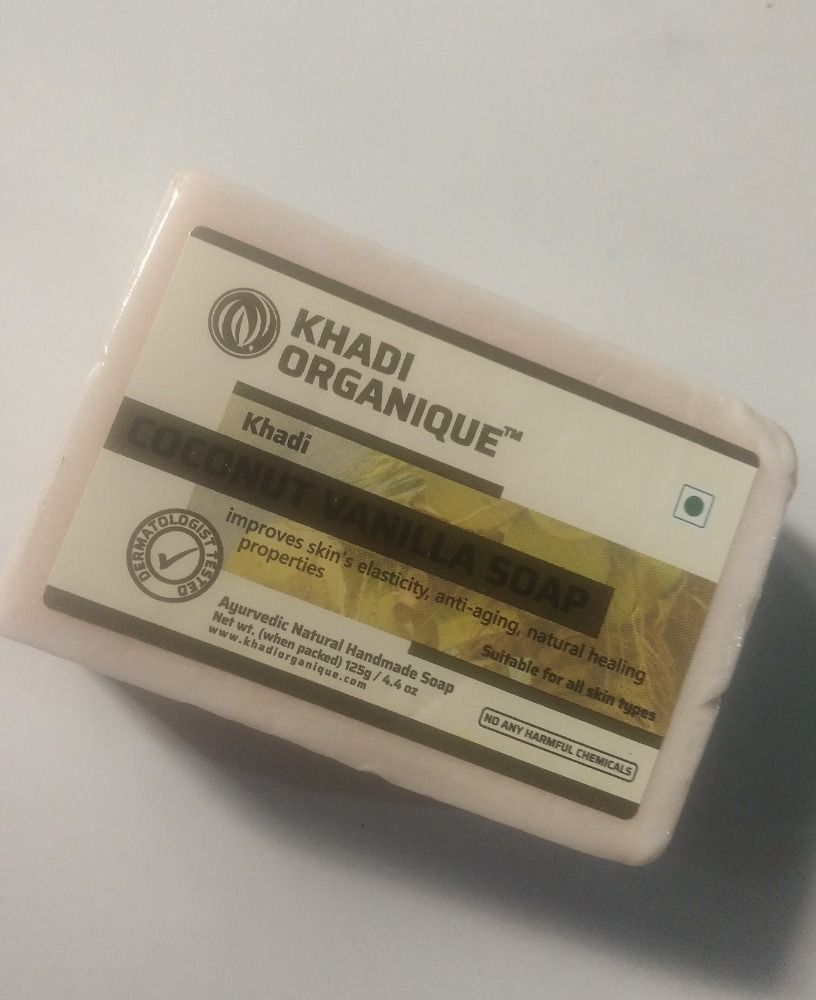 KHADI
ORGANIQUE™
Khadi
COCONUT VANILLA SOAP
improves skin's elasticity, anti-aging, natural healing
properties
DERMATOLOGIST TESTED
Suitable for all skin types
Ayurvedic Natural Handmade Soap
Net wt. (when packed) 125g / 4.4 oz
www.khadiorganique.com
NO ANY HARMFUL CHEMICALS